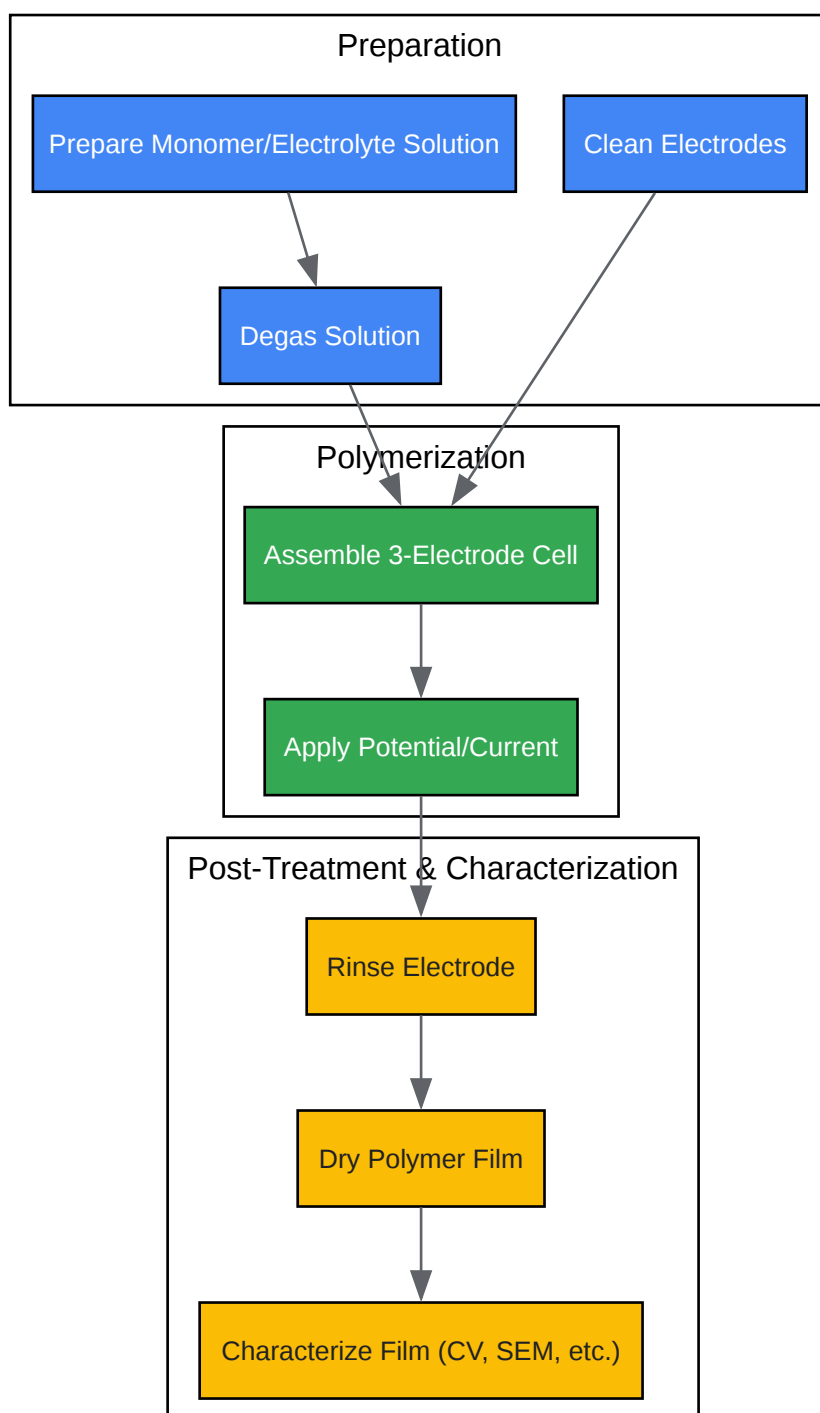 Preparation
Prepare Monomer/Electrolyte Solution
Clean Electrodes
Degas Solution
Polymerization
Assemble 3-Electrode Cell
Apply Potential/Current
Post-Treatment & Characterization
Rinse Electrode
Dry Polymer Film
Characterize Film (CV, SEM, etc.)